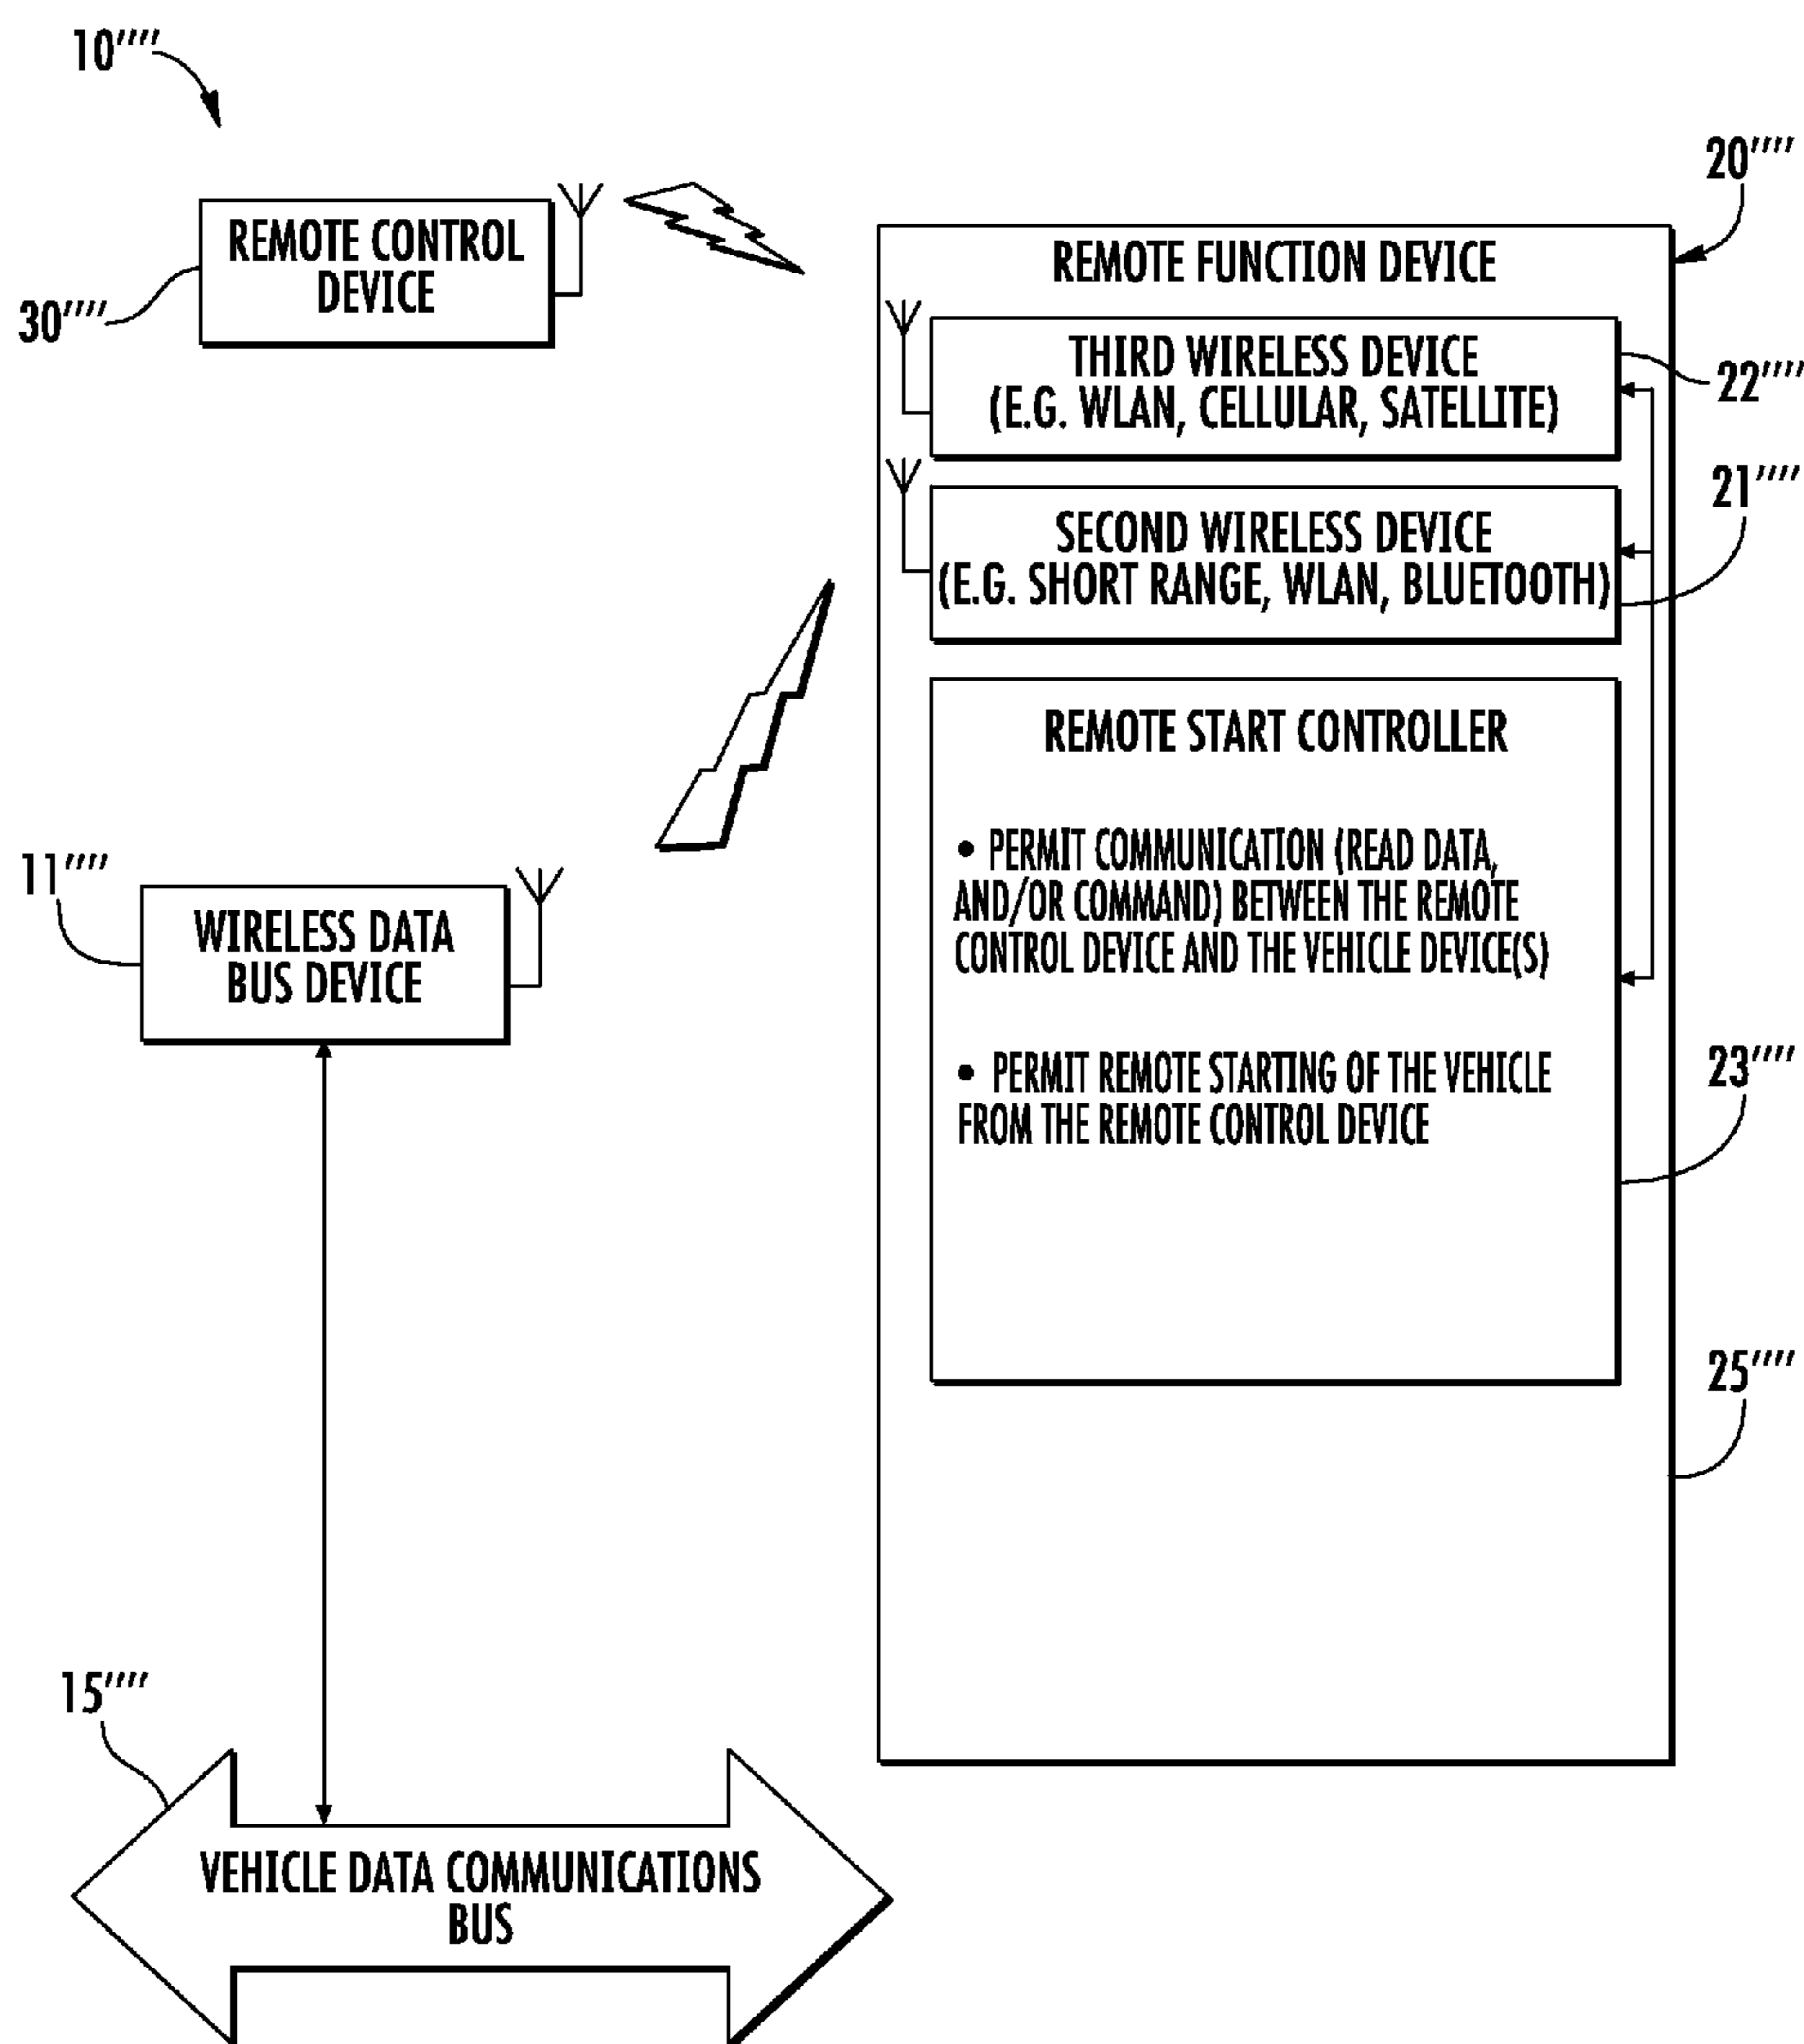 10''''
REMOTE CONTROL
DEVICE
30''''
20''''
REMOTE FUNCTION DEVICE
THIRD WIRELESS DEVICE
(E.G. WLAN, CELLULAR, SATELLITE)
22''''
SECOND WIRELESS DEVICE
(E.G. SHORT RANGE, WLAN, BLUETOOTH)
21''''
REMOTE START CONTROLLER
• PERMIT COMMUNICATION (READ DATA,
AND/OR COMMAND) BETWEEN THE REMOTE
CONTROL DEVICE AND THE VEHICLE DEVICE(S)
• PERMIT REMOTE STARTING OF THE VEHICLE
FROM THE REMOTE CONTROL DEVICE
23''''
25''''
11''''
WIRELESS DATA
BUS DEVICE
15''''
VEHICLE DATA COMMUNICATIONS
BUS